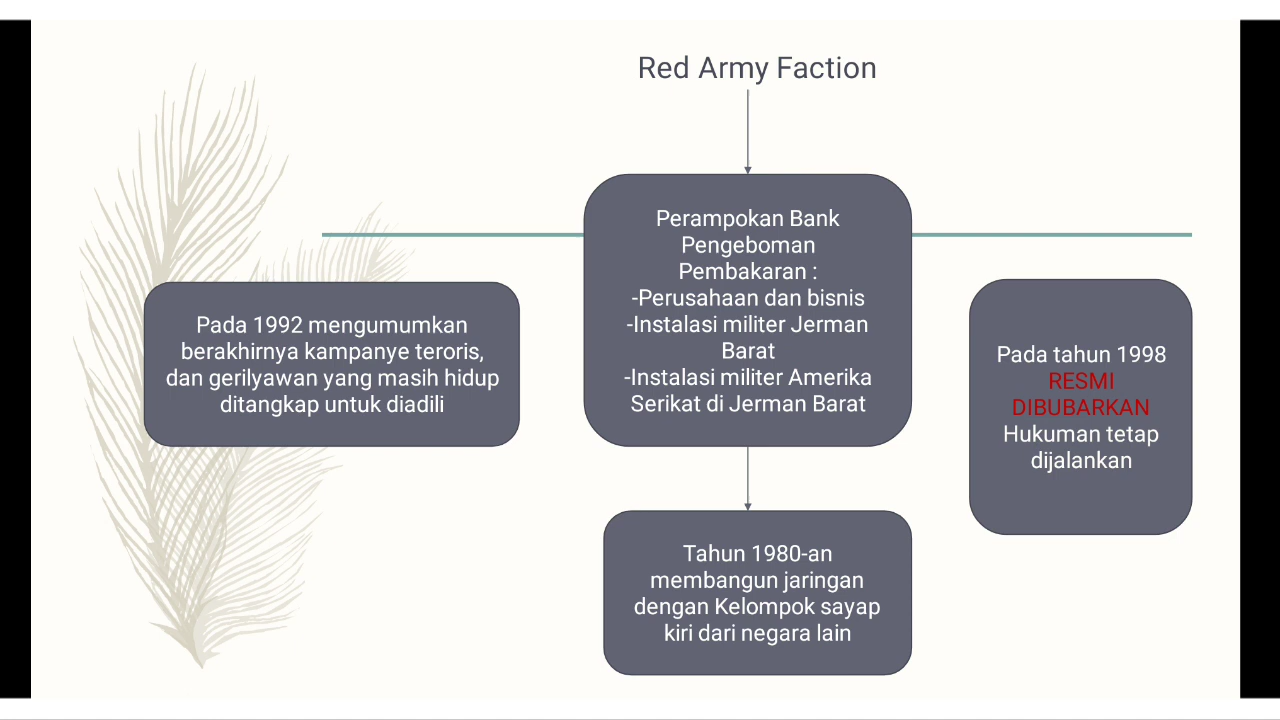 Red Army Faction
Perampokan Bank
Pengeboman
Pembakaran :
-Perusahaan dan bisnis
-Instalasi militer Jerman
Barat
-Instalasi militer Amerika
Serikat di Jerman Barat
Pada 1992 mengumumkan
berakhirnya kampanye teroris,
dan gerilyawan yang masih hidup
ditangkap untuk diadili
Pada tahun 1998
RESMI
DIBUBARKAN
Hukuman tetap
dijalankan
Tahun 1980-an
membangun jaringan
dengan Kelompok sayap
kiri dari negara lain